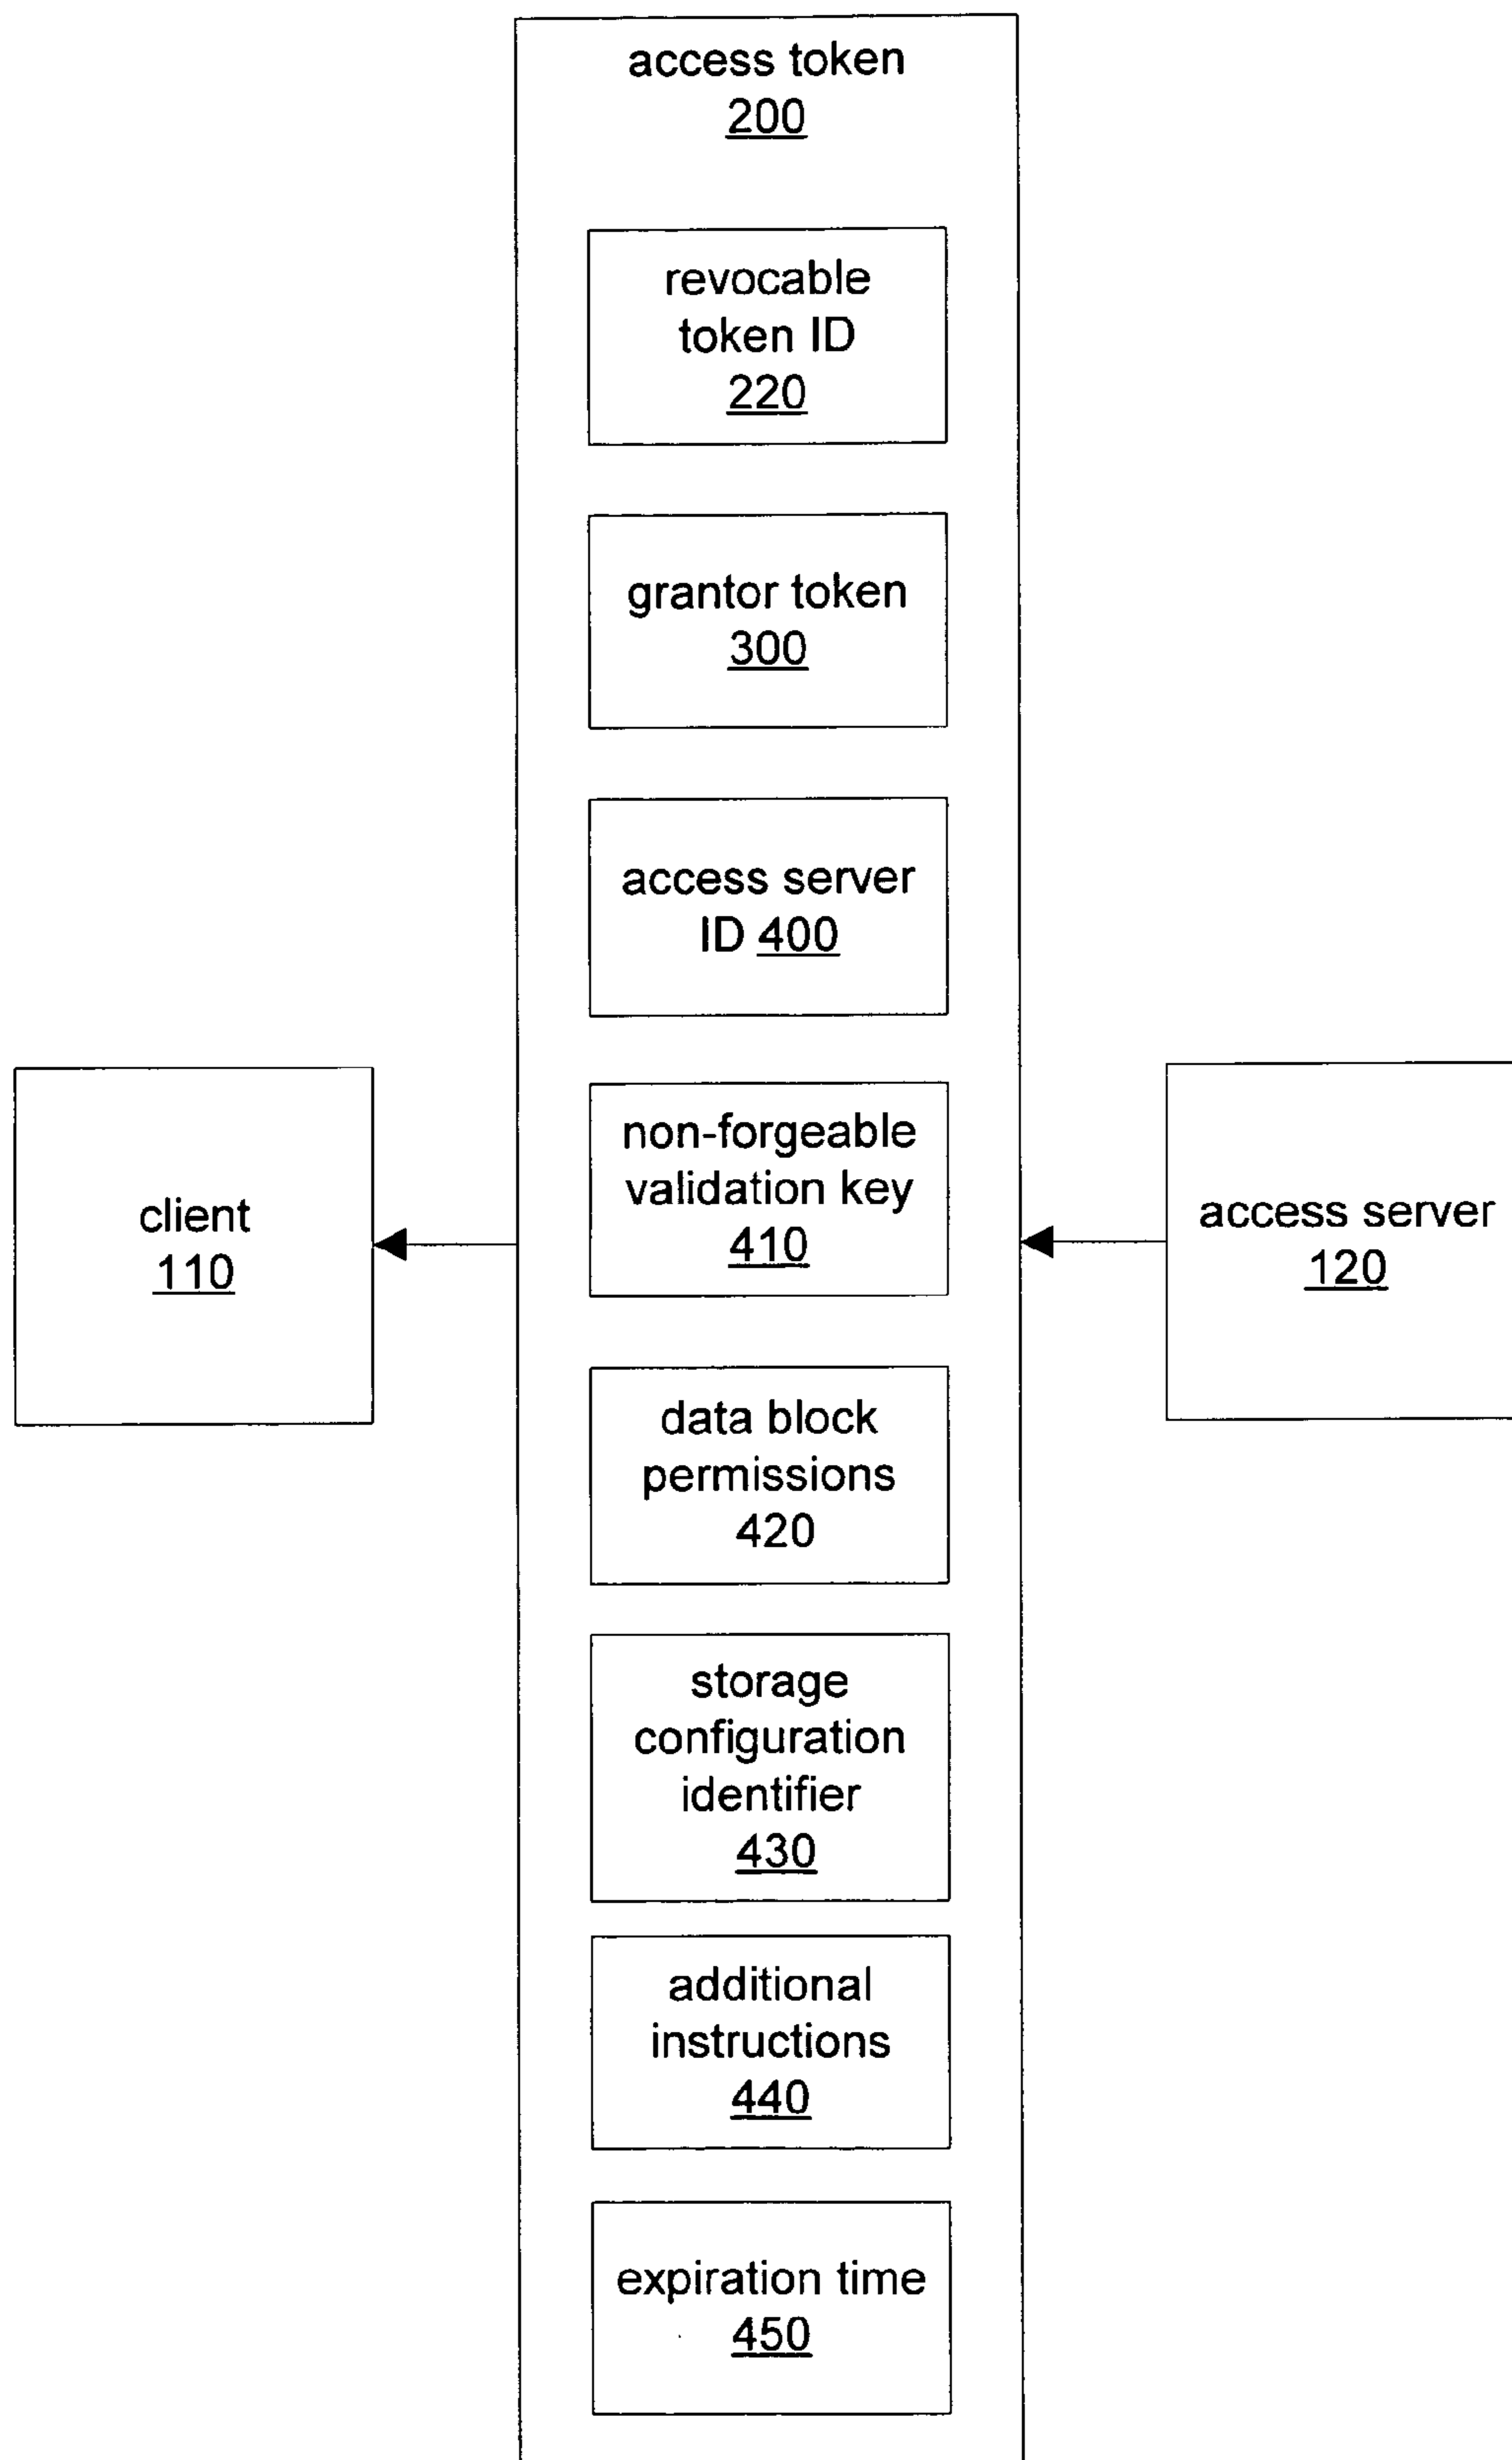 access token
200
revocable
token ID
220
grantor token
300
access server
ID 400
non-forgeable
validation key
410
client
110
access server
120
data block
permissions
420
storage
configuration
identifier
430
additional
instructions
440
expiration time
450